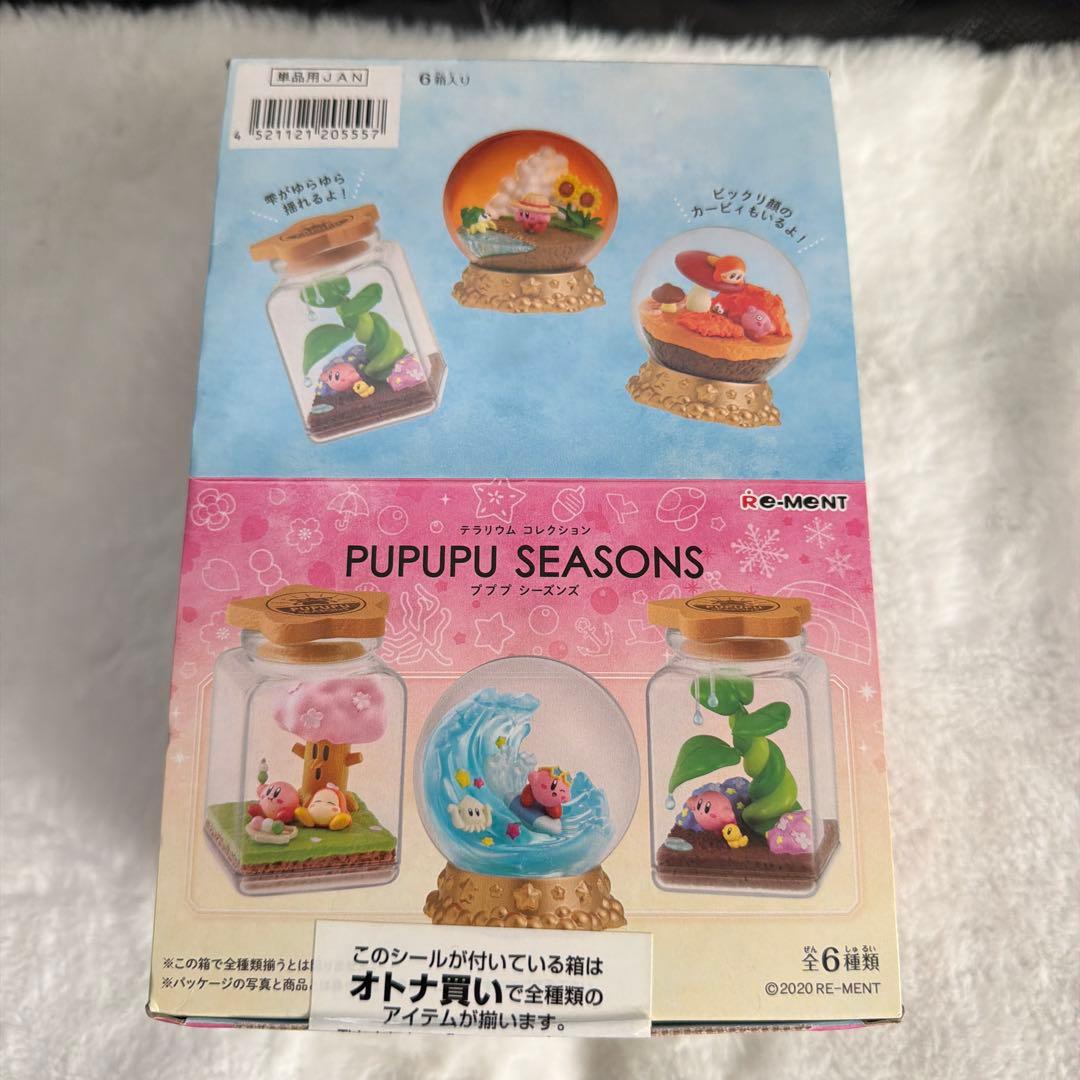 単品用JAN
6箱入り
4 521121 205557
雫がゆらゆら
揺れるよ!
ビックリ顔の
カービィもいるよ!
Re-MeNT
テラリウム コレクション
PUPUPU SEASONS
プププ シーズンズ
PUPUPU
PUPUPU
※この箱で全種類揃うとは
※パッケージの写真と商品
このシールが付いている箱は
オトナ買いで全種類の
アイテムが揃います。
全6種類
©2020 RE-MENT